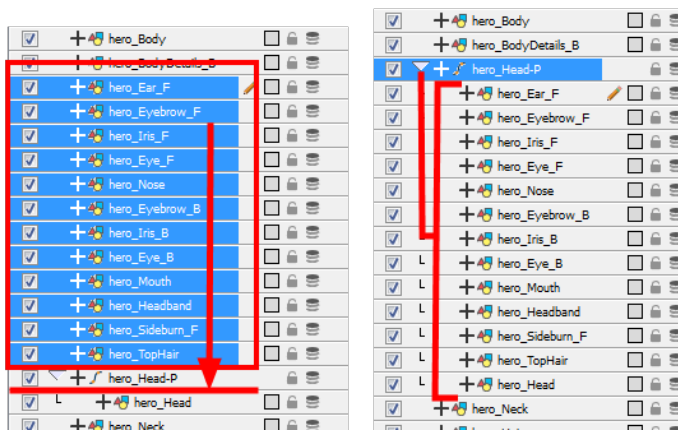 hero_Body
hero_BodyDetails_B
hero_Ear_F
hero_Eyebrow_F
hero_Iris_F
hero_Eye_F
hero_Nose
hero_Eyebrow_B
hero_Iris_B
hero_Eye_B
hero_Mouth
hero_Headband
hero_Sideburn_F
hero_TopHair
hero_Head-P
hero_Head
hero_Neck
hero_Body
hero_BodyDetails_B
hero_Head-P
hero_Ear_F
hero_Eyebrow_F
hero_Iris_F
hero_Eye_F
hero_Nose
hero_Eyebrow_B
hero_Iris_B
hero_Eye_B
hero_Mouth
hero_Headband
hero_Sideburn_F
hero_TopHair
hero_Head
hero_Neck